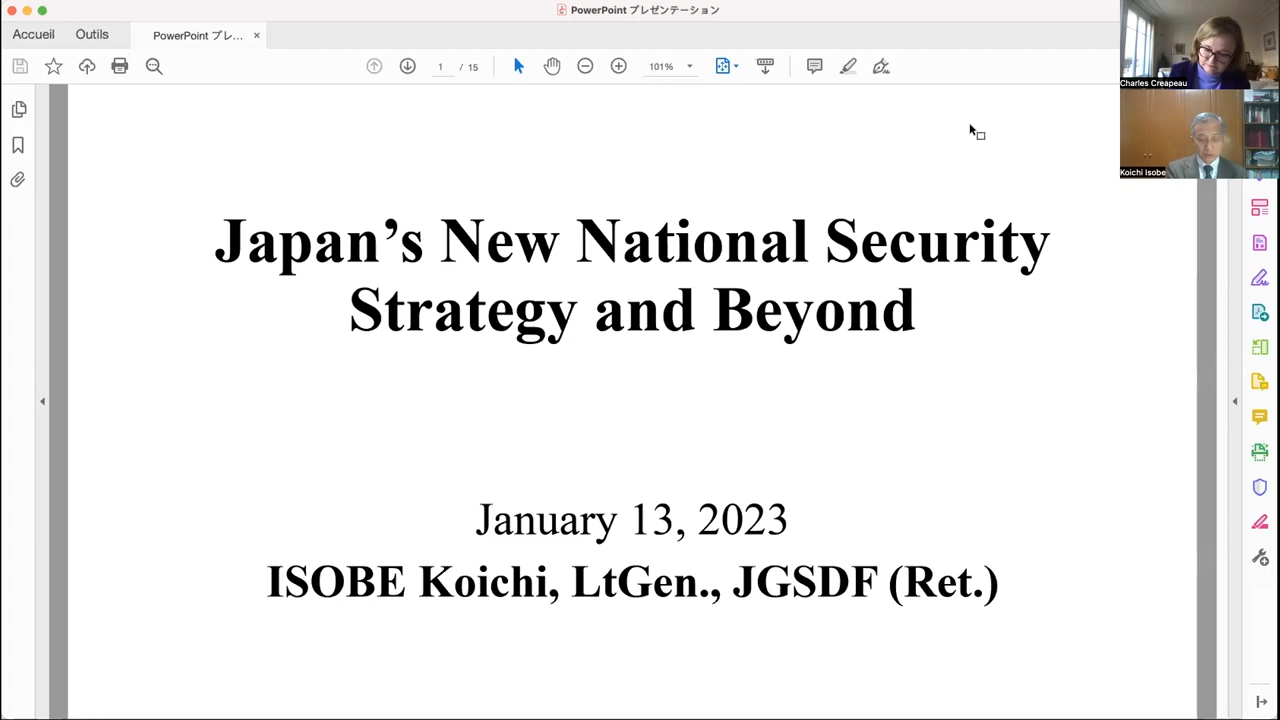 PowerPoint プレゼンテーション
Accueil
Outils
PowerPoint プレ...
1 / 15
101%
Charles Creapeau
Koichi Isobe
Japan’s New National Security
Strategy and Beyond
January 13, 2023
ISOBE Koichi, LtGen., JGSDF (Ret.)